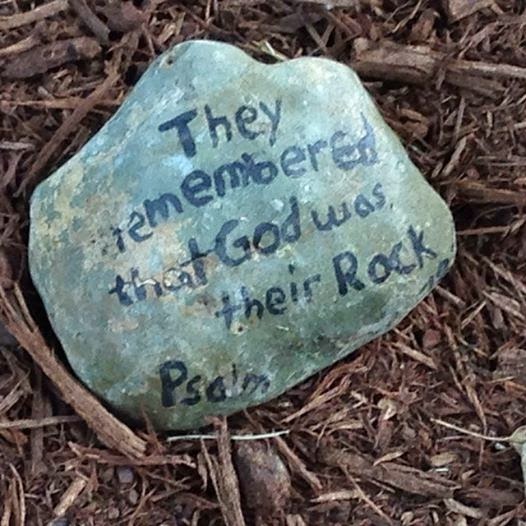 They
remembered
that God was
their Rock
Psalm